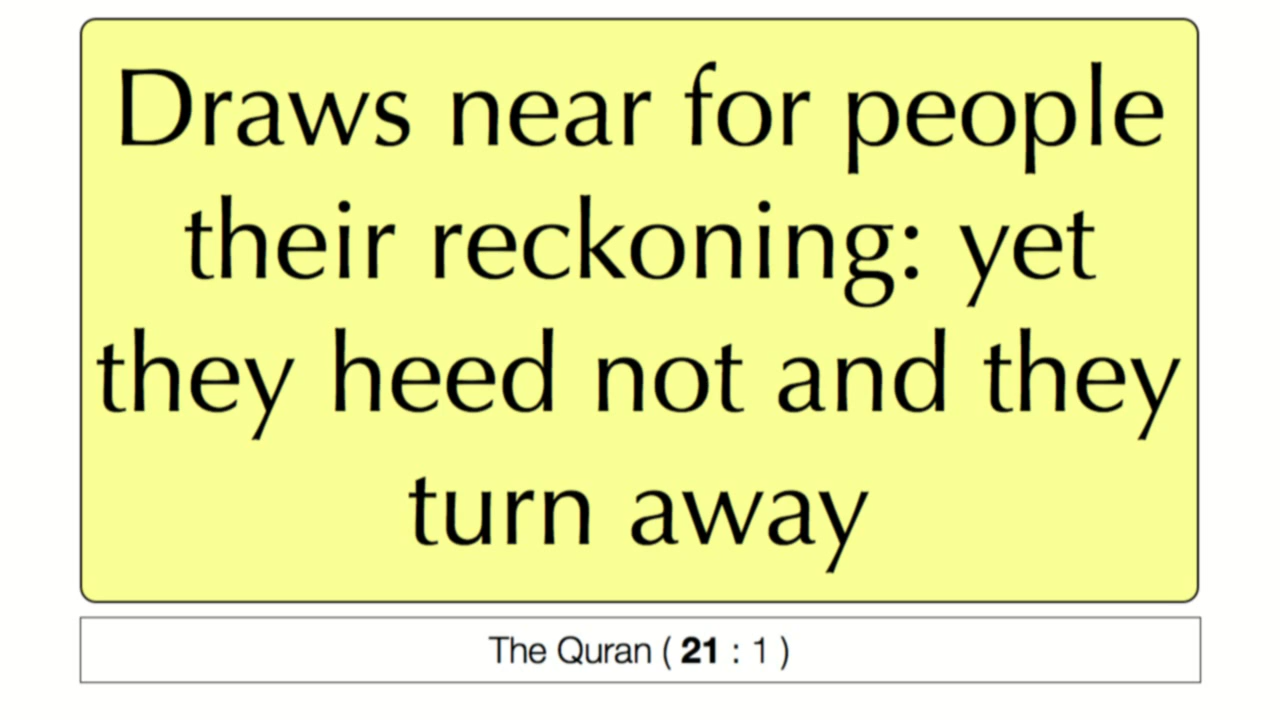 Draws near for people
their reckoning: yet
they heed not and they
turn away
The Quran ( 21 : 1 )